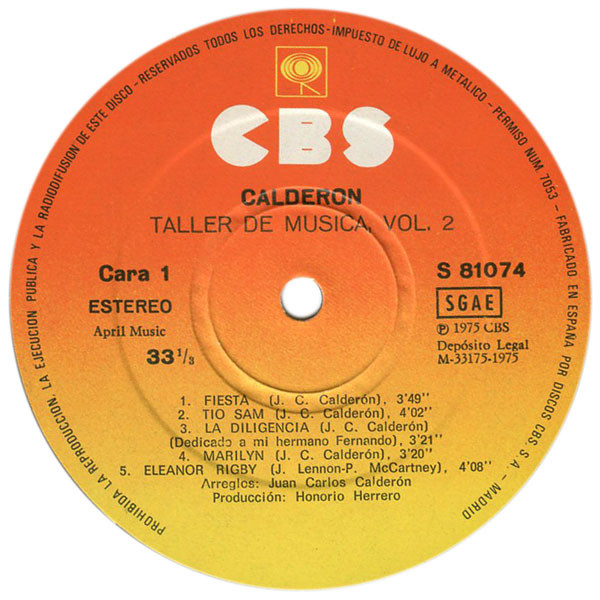 PROHIBIDA LA REPRODUCCION, LA EJECUCION PUBLICA Y LA RADIODIFUSION DE ESTE DISCO - RESERVADOS TODOS LOS DERECHOS - IMPUESTO DE LUJO A METALICO - PERMISO NUM. 7053 - FABRICADO EN ESPAÑA POR DISCOS CBS, S.A. - MADRID
CBS
CALDERON
TALLER DE MUSICA, VOL. 2
Cara 1
ESTEREO
April Music
33 1/3
S 81074
SGAE
℗ 1975 CBS
Depósito Legal
M-33175-1975
1. FIESTA (J. C. Calderón), 3'49''
2. TIO SAM (J. C. Calderón), 4'02''
3. LA DILIGENCIA (J. C. Calderón)
(Dedicado a mi hermano Fernando), 3'21''
4. MARILYN (J. C. Calderón), 3'20''
5. ELEANOR RIGBY (J. Lennon-P. McCartney), 4'08''
Arreglos: Juan Carlos Calderón
Producción: Honorio Herrero